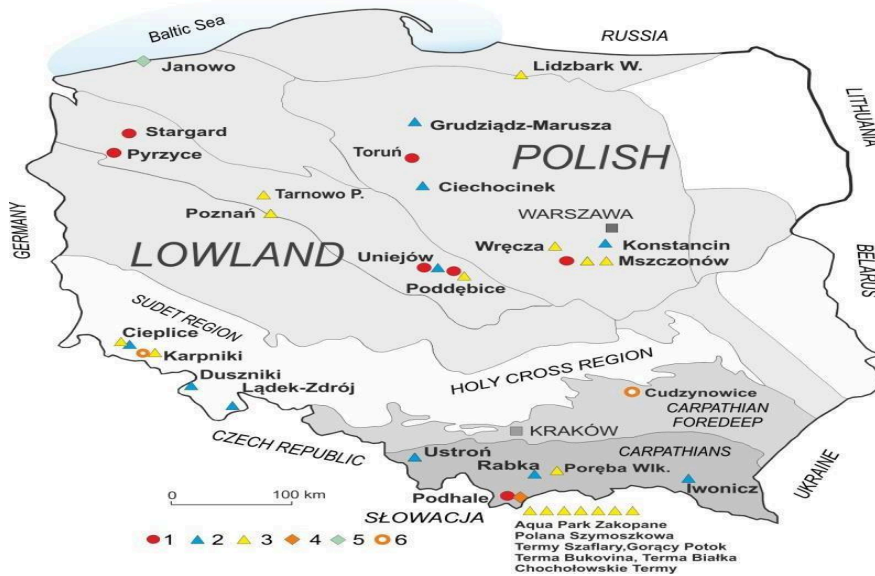 Baltic Sea
RUSSIA
Janowo
Lidzbark W.
LITHUANIA
Stargard
Grudziądz-Marusza
Pyrzyce
Toruń
POLISH
Tarnowo P.
Ciechocinek
Poznań
WARSZAWA
GERMANY
LOWLAND
Wręcza
Konstancin
Uniejów
Mszczonów
BELARUS
Poddębice
SUDET REGION
Cieplice
Karpniki
HOLY CROSS REGION
Duszniki
Lądek-Zdrój
Cudzynowice
CARPATHIAN
FOREDEEP
CZECH REPUBLIC
KRAKÓW
CARPATHIANS
UKRAINE
Ustroń
Rabka
Poręba Wlk.
Iwonicz
0 100 km
Podhale
SŁOWACJA
Aqua Park Zakopane
Polana Szymoszkowa
Termy Szaflary,Gorący Potok
Terma Bukovina, Terma Białka
Chochołowskie Termy
1 2 3 4 5 6